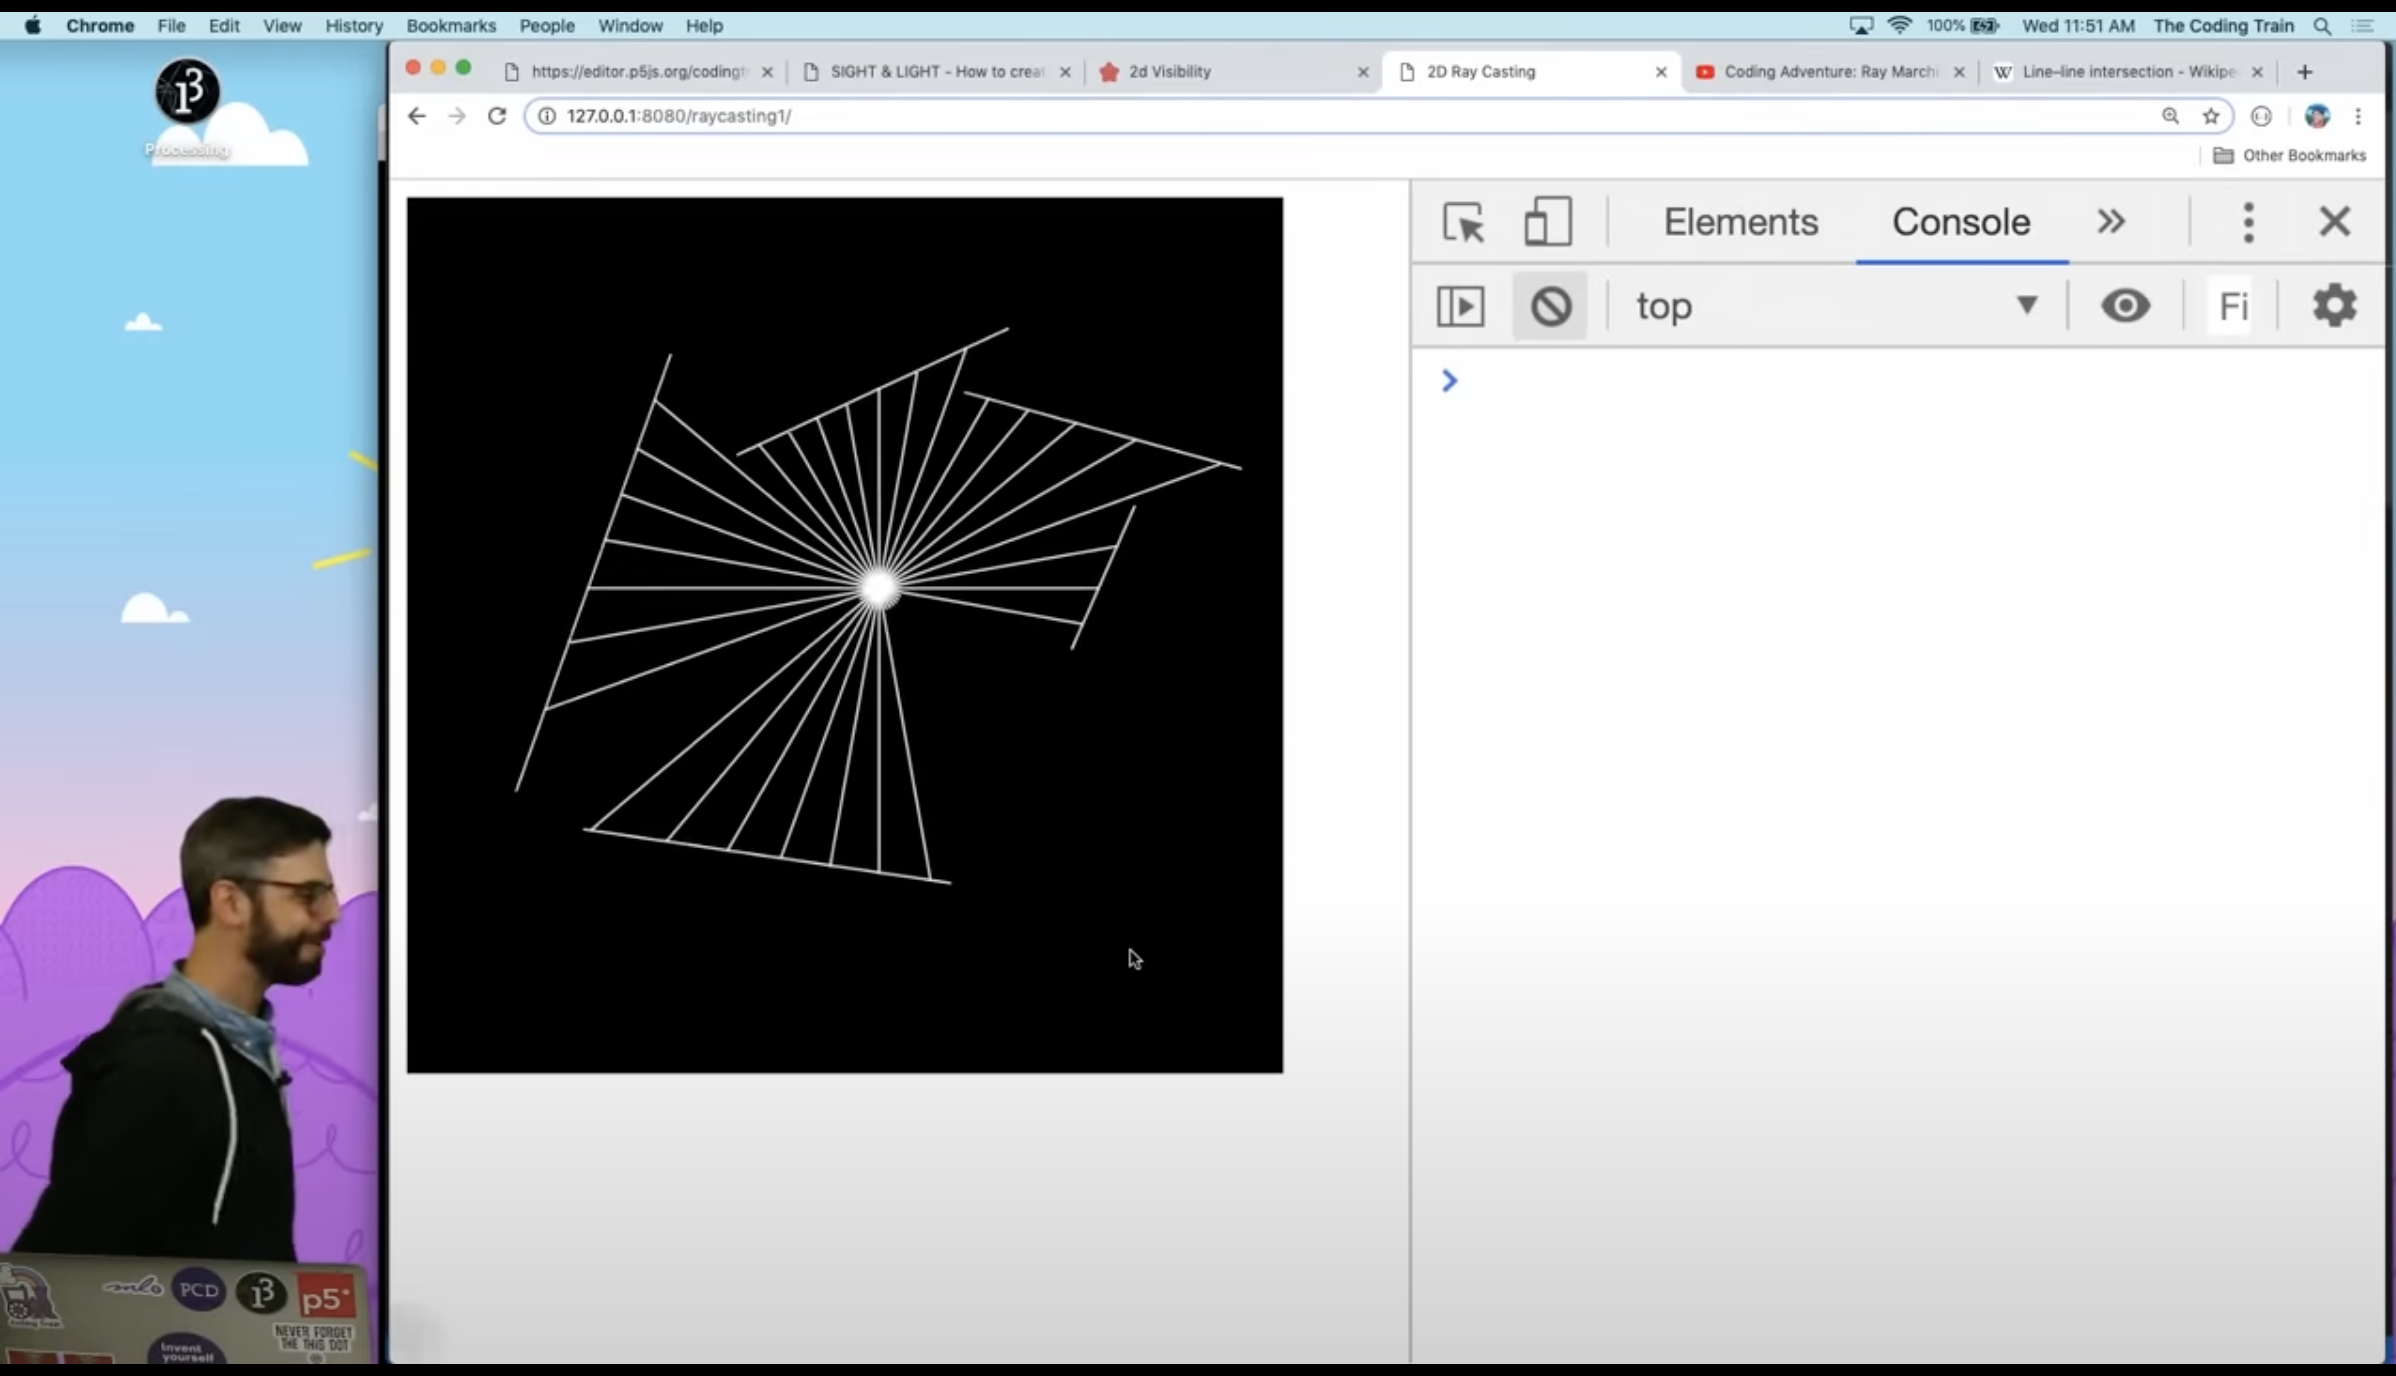 Chrome File Edit View History Bookmarks People Window Help 100% Wed 11:51 AM The Coding Train
Processing
https://editor.p5js.org/codingt SIGHT & LIGHT - How to creat 2d Visibility 2D Ray Casting Coding Adventure: Ray Marchi W Line–line intersection - Wikipe
127.0.0.1:8080/raycasting1/
Other Bookmarks
Elements Console
top Fi
PCD p5*
NEVER FORGET
THE THIS DOT
Invent
yourself